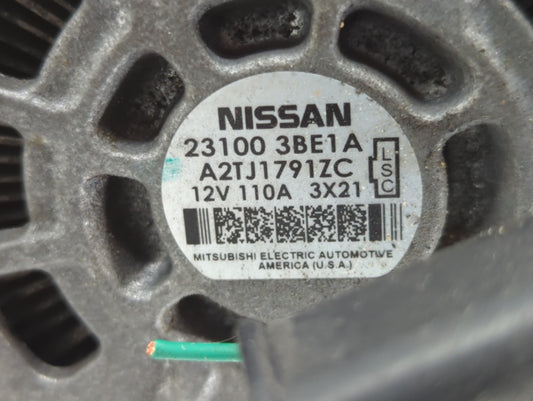 NISSAN
23100 3BE1A
A2TJ1791ZC
12V 110A 3X21
LSC
MITSUBISHI ELECTRIC AUTOMOTIVE
AMERICA (U.S.A.)